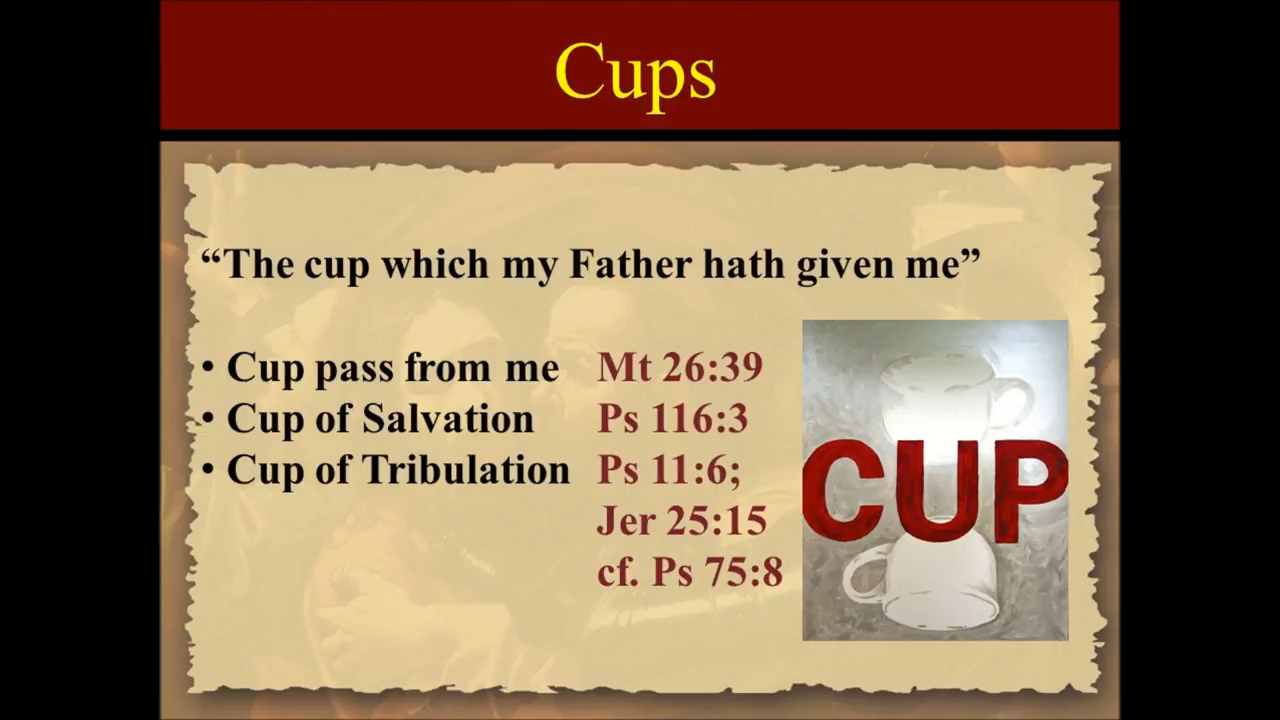 Cups
“The cup which my Father hath given me”
• Cup pass from me Mt 26:39
• Cup of Salvation Ps 116:3
• Cup of Tribulation Ps 11:6;
Jer 25:15
cf. Ps 75:8
CUP